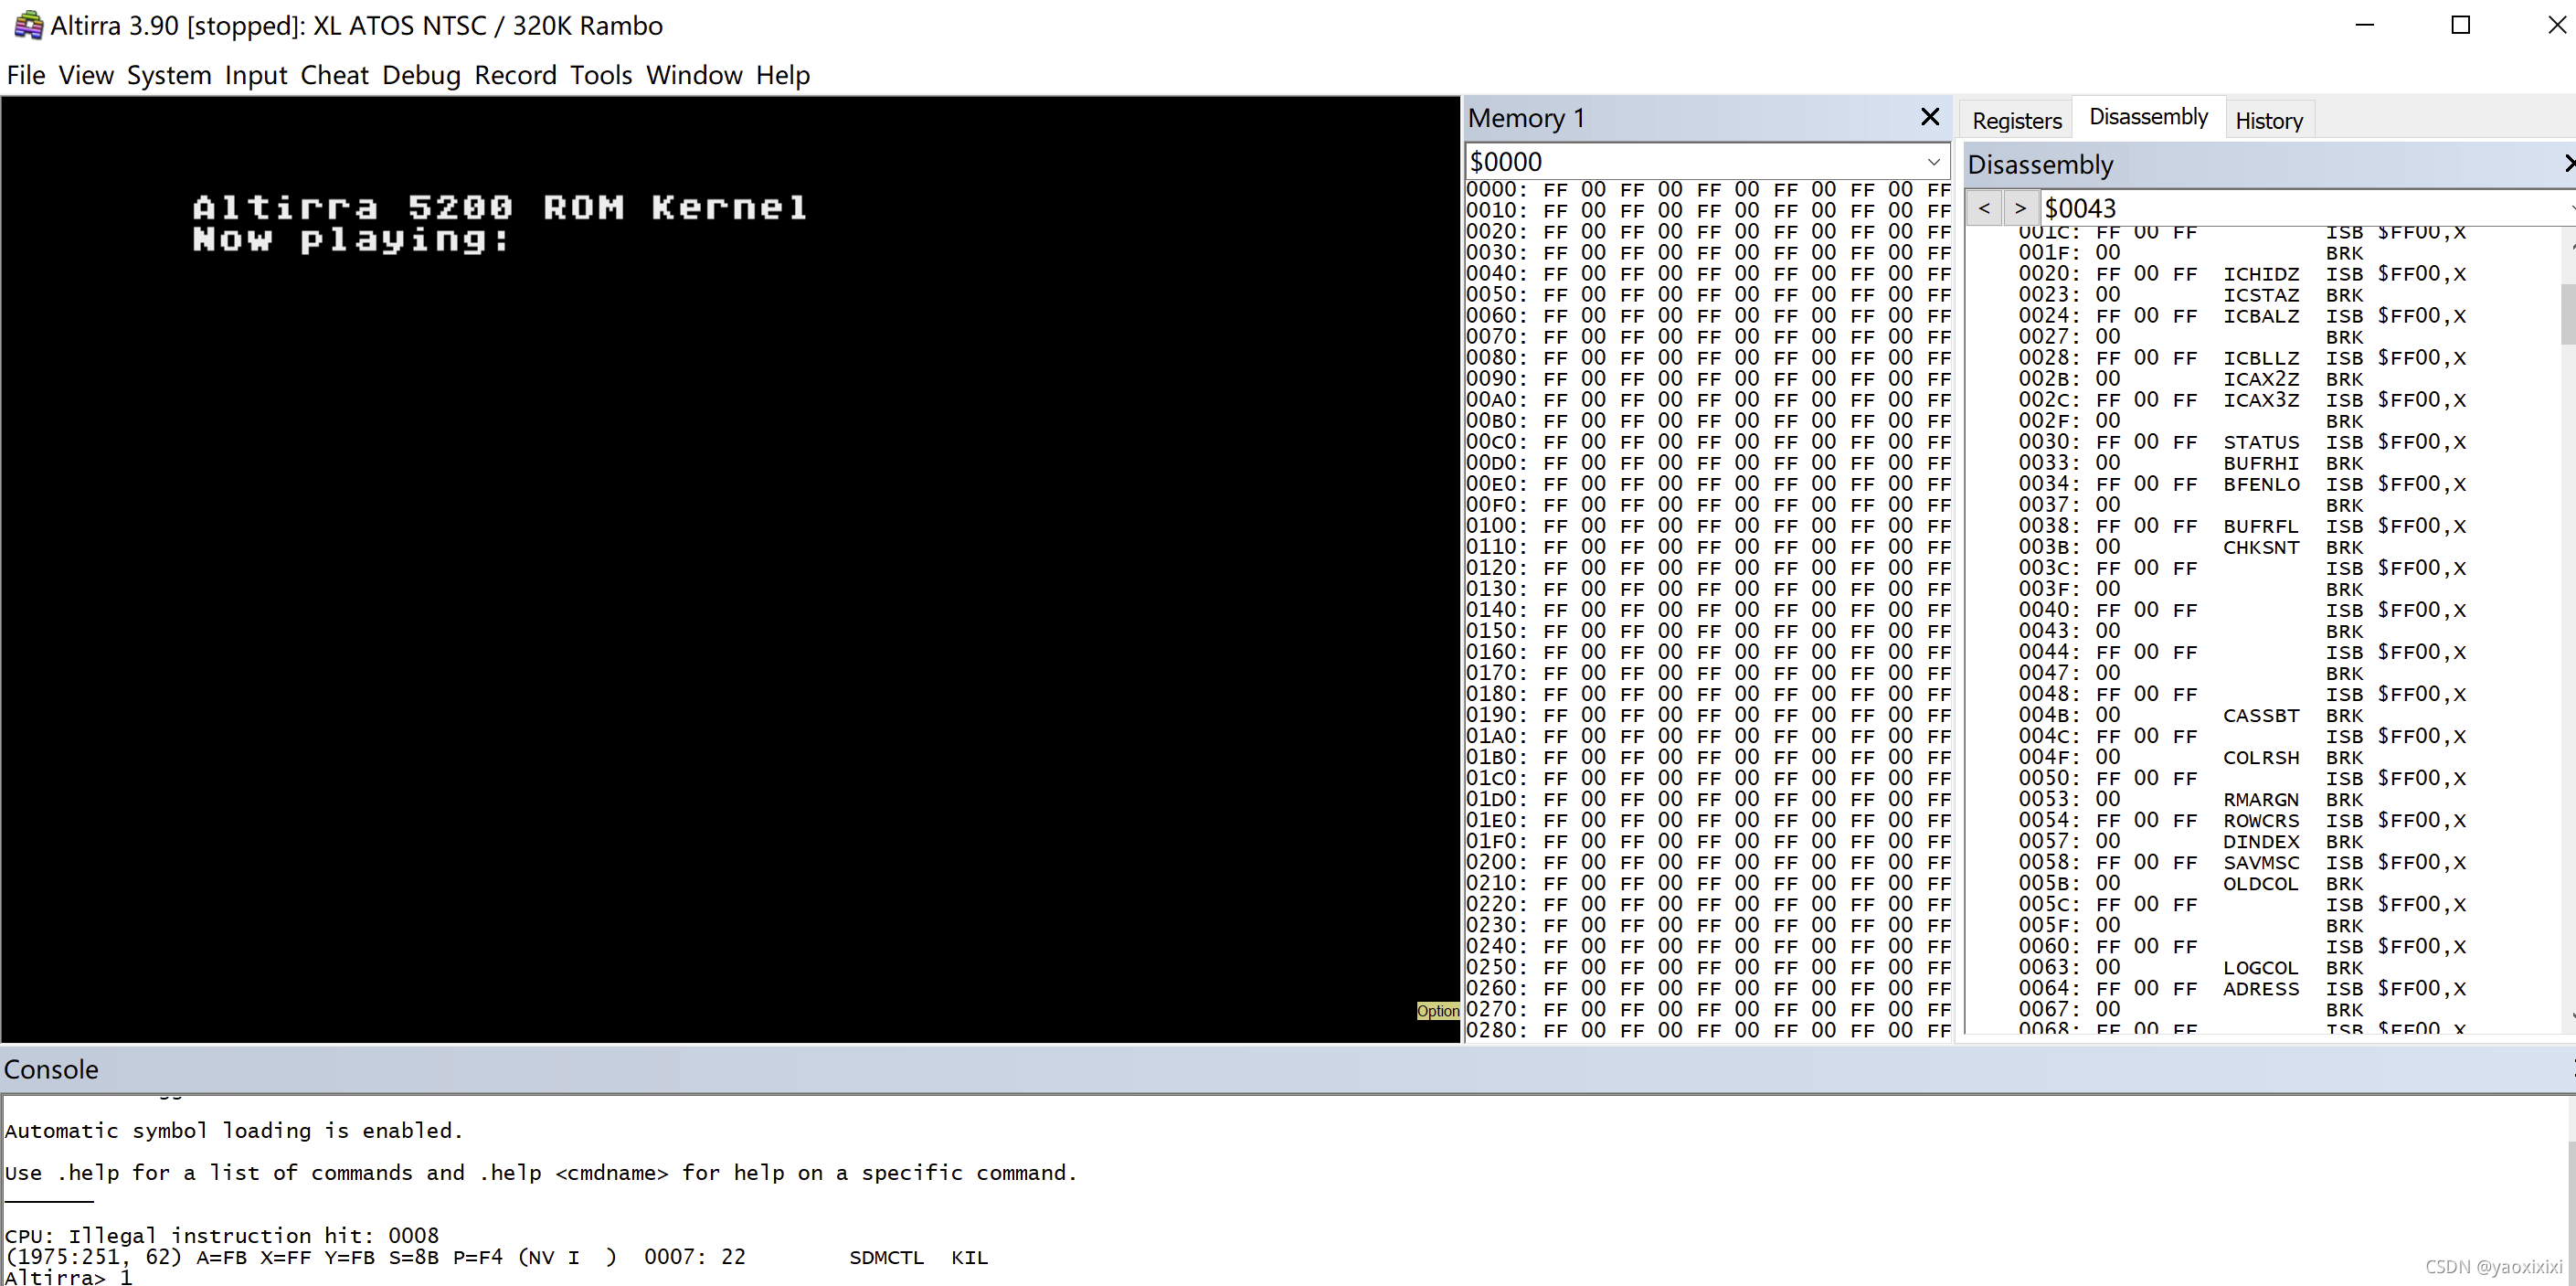 Altirra 3.90 [stopped]: XL ATOS NTSC / 320K Rambo
File View System Input Cheat Debug Record Tools Window Help
Altirra 5200 ROM Kernel
Now playing:
Option
Memory 1
$0000
0000: FF 00 FF 00 FF 00 FF 00 FF 00 FF
0010: FF 00 FF 00 FF 00 FF 00 FF 00 FF
0020: FF 00 FF 00 FF 00 FF 00 FF 00 FF
0030: FF 00 FF 00 FF 00 FF 00 FF 00 FF
0040: FF 00 FF 00 FF 00 FF 00 FF 00 FF
0050: FF 00 FF 00 FF 00 FF 00 FF 00 FF
0060: FF 00 FF 00 FF 00 FF 00 FF 00 FF
0070: FF 00 FF 00 FF 00 FF 00 FF 00 FF
0080: FF 00 FF 00 FF 00 FF 00 FF 00 FF
0090: FF 00 FF 00 FF 00 FF 00 FF 00 FF
00A0: FF 00 FF 00 FF 00 FF 00 FF 00 FF
00B0: FF 00 FF 00 FF 00 FF 00 FF 00 FF
00C0: FF 00 FF 00 FF 00 FF 00 FF 00 FF
00D0: FF 00 FF 00 FF 00 FF 00 FF 00 FF
00E0: FF 00 FF 00 FF 00 FF 00 FF 00 FF
00F0: FF 00 FF 00 FF 00 FF 00 FF 00 FF
0100: FF 00 FF 00 FF 00 FF 00 FF 00 FF
0110: FF 00 FF 00 FF 00 FF 00 FF 00 FF
0120: FF 00 FF 00 FF 00 FF 00 FF 00 FF
0130: FF 00 FF 00 FF 00 FF 00 FF 00 FF
0140: FF 00 FF 00 FF 00 FF 00 FF 00 FF
0150: FF 00 FF 00 FF 00 FF 00 FF 00 FF
0160: FF 00 FF 00 FF 00 FF 00 FF 00 FF
0170: FF 00 FF 00 FF 00 FF 00 FF 00 FF
0180: FF 00 FF 00 FF 00 FF 00 FF 00 FF
0190: FF 00 FF 00 FF 00 FF 00 FF 00 FF
01A0: FF 00 FF 00 FF 00 FF 00 FF 00 FF
01B0: FF 00 FF 00 FF 00 FF 00 FF 00 FF
01C0: FF 00 FF 00 FF 00 FF 00 FF 00 FF
01D0: FF 00 FF 00 FF 00 FF 00 FF 00 FF
01E0: FF 00 FF 00 FF 00 FF 00 FF 00 FF
01F0: FF 00 FF 00 FF 00 FF 00 FF 00 FF
0200: FF 00 FF 00 FF 00 FF 00 FF 00 FF
0210: FF 00 FF 00 FF 00 FF 00 FF 00 FF
0220: FF 00 FF 00 FF 00 FF 00 FF 00 FF
0230: FF 00 FF 00 FF 00 FF 00 FF 00 FF
0240: FF 00 FF 00 FF 00 FF 00 FF 00 FF
0250: FF 00 FF 00 FF 00 FF 00 FF 00 FF
0260: FF 00 FF 00 FF 00 FF 00 FF 00 FF
0270: FF 00 FF 00 FF 00 FF 00 FF 00 FF
0280: FF 00 FF 00 FF 00 FF 00 FF 00 FF
Registers Disassembly History
Disassembly
< > $0043
001C: FF 00 FF ISB $FF00,X
001F: 00 BRK
0020: FF 00 FF ICHIDZ ISB $FF00,X
0023: 00 ICSTAZ BRK
0024: FF 00 FF ICBALZ ISB $FF00,X
0027: 00 BRK
0028: FF 00 FF ICBLLZ ISB $FF00,X
002B: 00 ICAX2Z BRK
002C: FF 00 FF ICAX3Z ISB $FF00,X
002F: 00 BRK
0030: FF 00 FF STATUS ISB $FF00,X
0033: 00 BUFRHI BRK
0034: FF 00 FF BFENLO ISB $FF00,X
0037: 00 BRK
0038: FF 00 FF BUFRFL ISB $FF00,X
003B: 00 CHKSNT BRK
003C: FF 00 FF ISB $FF00,X
003F: 00 BRK
0040: FF 00 FF ISB $FF00,X
0043: 00 BRK
0044: FF 00 FF ISB $FF00,X
0047: 00 BRK
0048: FF 00 FF ISB $FF00,X
004B: 00 CASSBT BRK
004C: FF 00 FF ISB $FF00,X
004F: 00 COLRSH BRK
0050: FF 00 FF ISB $FF00,X
0053: 00 RMARGN BRK
0054: FF 00 FF ROWCRS ISB $FF00,X
0057: 00 DINDEX BRK
0058: FF 00 FF SAVMSC ISB $FF00,X
005B: 00 OLDCOL BRK
005C: FF 00 FF ISB $FF00,X
005F: 00 BRK
0060: FF 00 FF ISB $FF00,X
0063: 00 LOGCOL BRK
0064: FF 00 FF ADRESS ISB $FF00,X
0067: 00 BRK
0068: FF 00 FF ISB $FF00,X
Console
Automatic symbol loading is enabled.
Use .help for a list of commands and .help <cmdname> for help on a specific command.
CPU: Illegal instruction hit: 0008
(1975:251, 62) A=FB X=FF Y=FB S=8B P=F4 (NV I  ) 0007: 22 SDMCTL KIL
Altirra> 1
CSDN @yaoxixixi